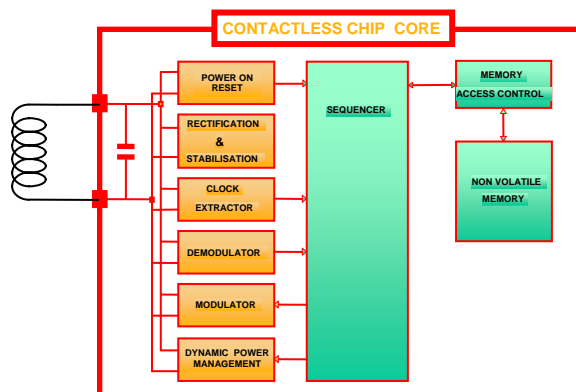 CONTACTLESS CHIP CORE
POWER ON
RESET
RECTIFICATION
&
STABILISATION
CLOCK
EXTRACTOR
DEMODULATOR
MODULATOR
DYNAMIC POWER
MANAGEMENT
SEQUENCER
MEMORY
ACCESS CONTROL
NON VOLATILE
MEMORY